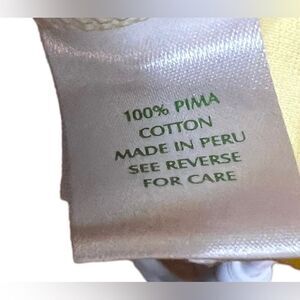 100% PIMA
COTTON
MADE IN PERU
SEE REVERSE
FOR CARE